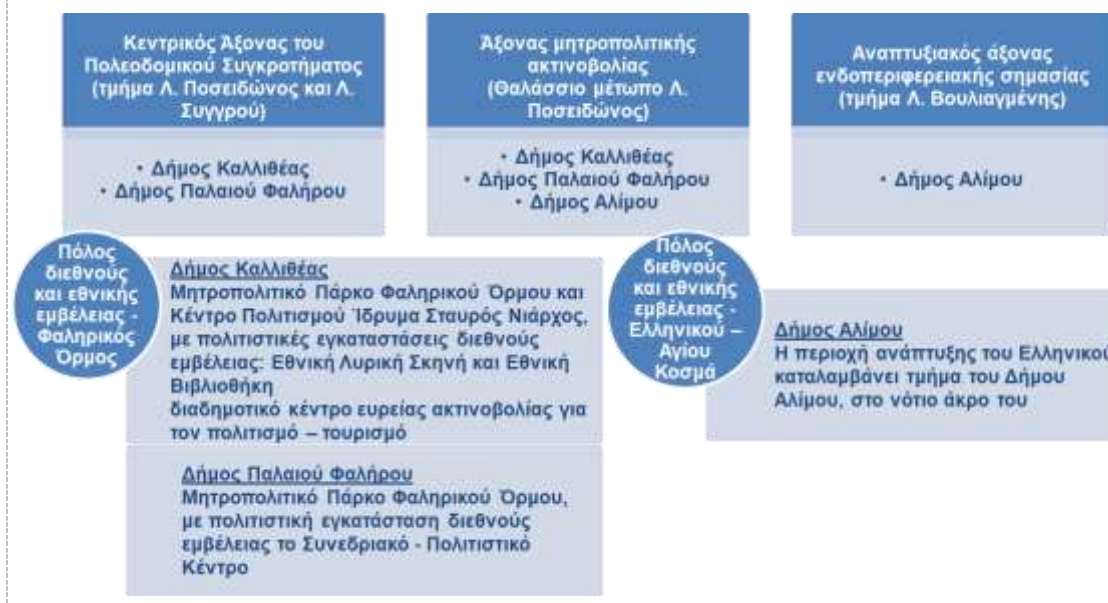 Κεντρικός Άξονας του
Πολεοδομικού Συγκροτήματος
(τμήμα Λ. Ποσειδώνος και Λ.
Συγγρού)
• Δήμος Καλλιθέας
• Δήμος Παλαιού Φαλήρου
Άξονας μητροπολιτικής
ακτινοβολίας
(Θαλάσσιο μέτωπο Λ.
Ποσειδώνος)
• Δήμος Καλλιθέας
• Δήμος Παλαιού Φαλήρου
• Δήμος Αλίμου
Αναπτυξιακός άξονας
ενδοπεριφερειακής σημασίας
(τμήμα Λ. Βουλιαγμένης)
• Δήμος Αλίμου
Πόλος
διεθνούς
και εθνικής
εμβέλειας -
Φαληρικός
Όρμος
Δήμος Καλλιθέας
Μητροπολιτικό Πάρκο Φαληρικού Όρμου και
Κέντρο Πολιτισμού Ίδρυμα Σταυρός Νιάρχος,
με πολιτιστικές εγκαταστάσεις διεθνούς
εμβέλειας: Εθνική Λυρική Σκηνή και Εθνική
Βιβλιοθήκη
διαδημοτικό κέντρο ευρείας ακτινοβολίας για
τον πολιτισμό – τουρισμό
Δήμος Παλαιού Φαλήρου
Μητροπολιτικό Πάρκο Φαληρικού Όρμου,
με πολιτιστική εγκατάσταση διεθνούς
εμβέλειας το Συνεδριακό - Πολιτιστικό
Κέντρο
Πόλος
διεθνούς
και εθνικής
εμβέλειας -
Ελληνικού –
Αγίου
Κοσμά
Δήμος Αλίμου
Η περιοχή ανάπτυξης του Ελληνικού
καταλαμβάνει τμήμα του Δήμου
Αλίμου, στο νότιο άκρο του